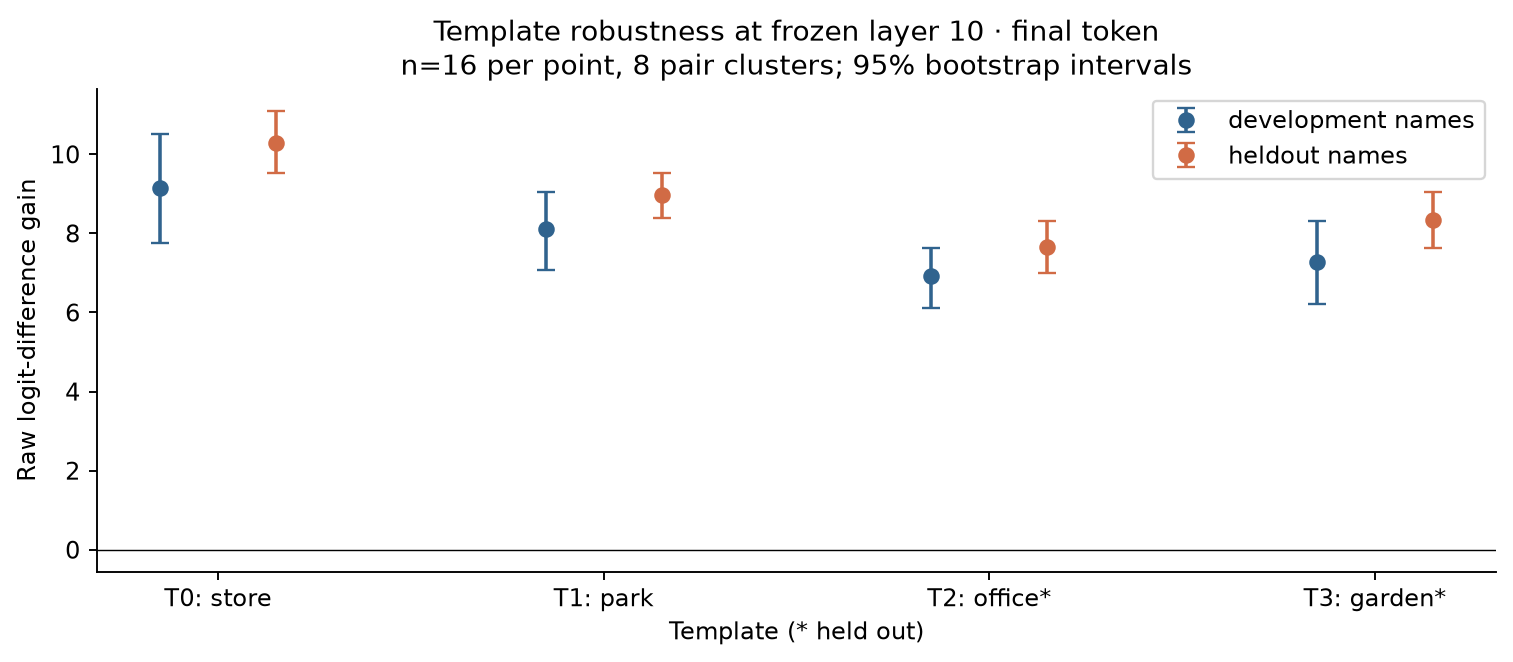 Template robustness at frozen layer 10 · final token
n=16 per point, 8 pair clusters; 95% bootstrap intervals
development names
heldout names
Raw logit-difference gain
10
8
6
4
2
0
T0: store
T1: park
T2: office*
T3: garden*
Template (* held out)